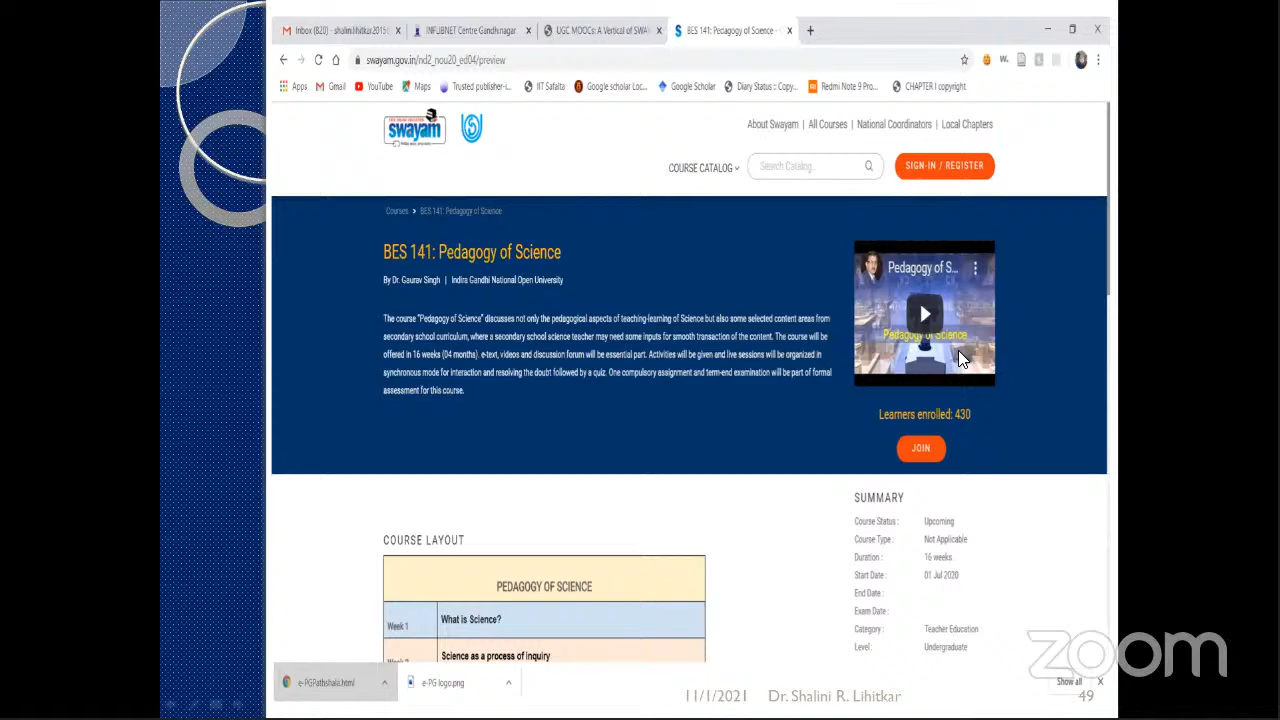 Inbox (820) - shalini.lihitkar2015
INFLIBNET Centre Gandhinagar
UGC MOOCs: A Vertical of SWA
BES 141: Pedagogy of Science -
swayam.gov.in/nd2_nou20_ed04/preview
Apps
Gmail
YouTube
Maps
Trusted publisher-i...
IIT Safalta
Google scholar Loc...
Google Scholar
Diary Status :: Copy...
Redmi Note 9 Pro...
CHAPTER I copyright
swayam
About Swayam | All Courses | National Coordinators | Local Chapters
COURSE CATALOG
Search Catalog..
SIGN-IN / REGISTER
Courses > BES 141: Pedagogy of Science
BES 141: Pedagogy of Science
By Dr. Gaurav Singh | Indira Gandhi National Open University
The course "Pedagogy of Science" discusses not only the pedagogical aspects of teaching-learning of Science but also some selected content areas from
secondary school curriculum, where a secondary school science teacher may need some inputs for smooth transaction of the content. The course will be
offered in 16 weeks (04 months). e-text, videos and discussion forum will be essential part. Activities will be given and live sessions will be organized in
synchronous mode for interaction and resolving the doubt followed by a quiz. One compulsory assignment and term-end examination will be part of formal
assessment for this course.
Pedagogy of S...
Pedagogy of Science
Learners enrolled: 430
JOIN
SUMMARY
Course Status : Upcoming
Course Type : Not Applicable
Duration : 16 weeks
Start Date : 01 Jul 2020
End Date :
Exam Date :
Category : Teacher Education
Level : Undergraduate
COURSE LAYOUT
PEDAGOGY OF SCIENCE
Week 1 What is Science?
Science as a process of inquiry
e-PGPathshala.html
e-PG logo.png
Show all
11/1/2021 Dr. Shalini R. Lihitkar 49
zoom